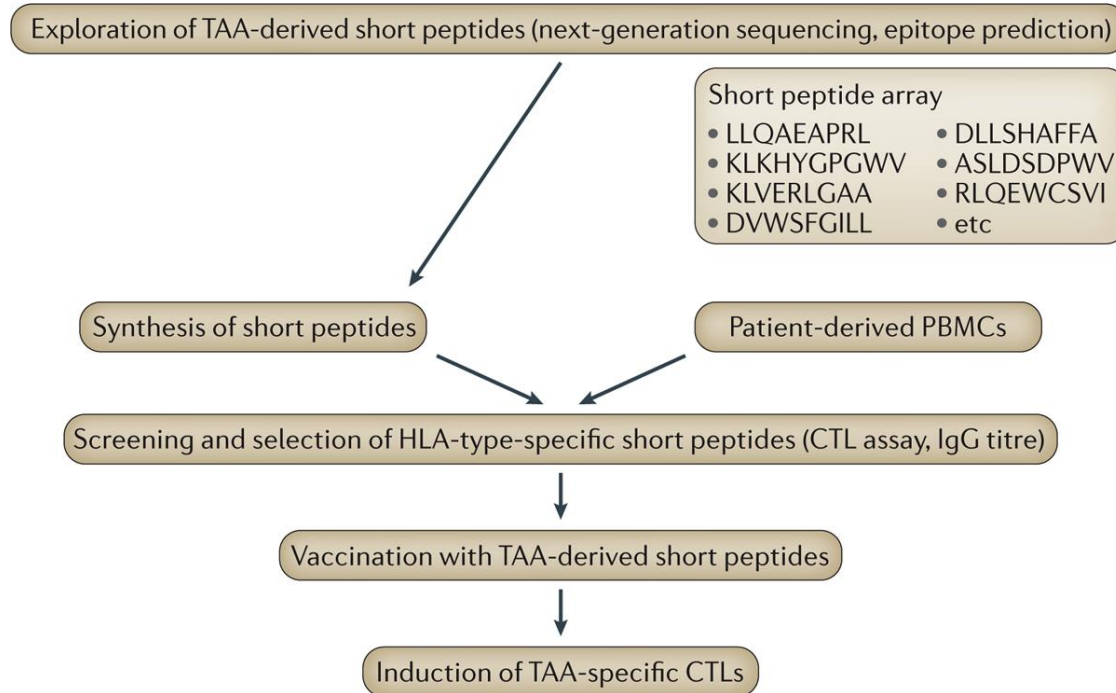 Exploration of TAA-derived short peptides (next-generation sequencing, epitope prediction)
Short peptide array
• LLQAEAPRL
• KLKHYGPGWV
• KLVERLGAA
• DVWSFGILL
• DLLSHAFFA
• ASLDSDPWV
• RLQEWCSVI
• etc
Synthesis of short peptides
Patient-derived PBMCs
Screening and selection of HLA-type-specific short peptides (CTL assay, IgG titre)
Vaccination with TAA-derived short peptides
Induction of TAA-specific CTLs